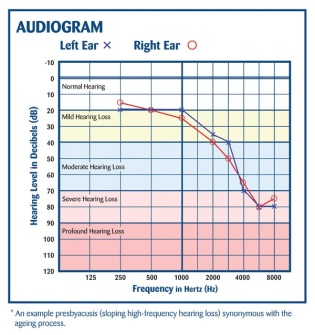 AUDIOGRAM
Left Ear × Right Ear O
-10
0
Normal Hearing
10
20
Mild Hearing Loss
30
40
50
Moderate Hearing Loss
60
70
Severe Hearing Loss
80
90
Profound Hearing Loss
100
110
120
Hearing Level in Decibels (dB)
125 250 500 1000 2000 4000 8000
Frequency in Hertz (Hz)
* An example presbyacusis (sloping high-frequency hearing loss) synonymous with the
ageing process.